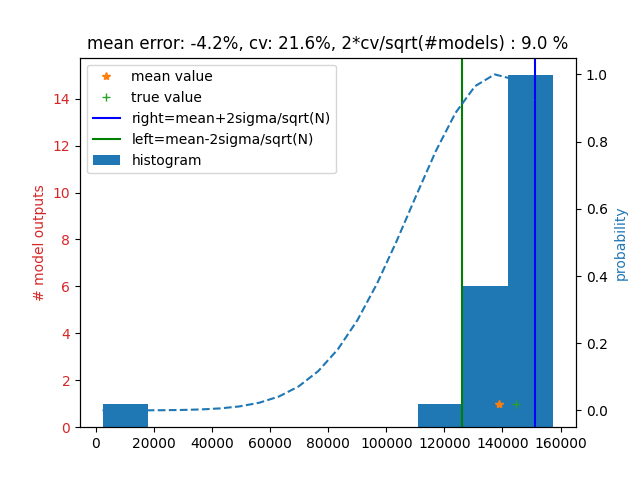 mean error: -4.2%, cv: 21.6%, 2*cv/sqrt(#models) : 9.0 %
mean value
true value
right=mean+2sigma/sqrt(N)
left=mean-2sigma/sqrt(N)
histogram
# model outputs
14
12
10
8
6
4
2
0
1.0
0.8
0.6
0.4
0.2
0.0
probability
0 20000 40000 60000 80000 100000 120000 140000 160000